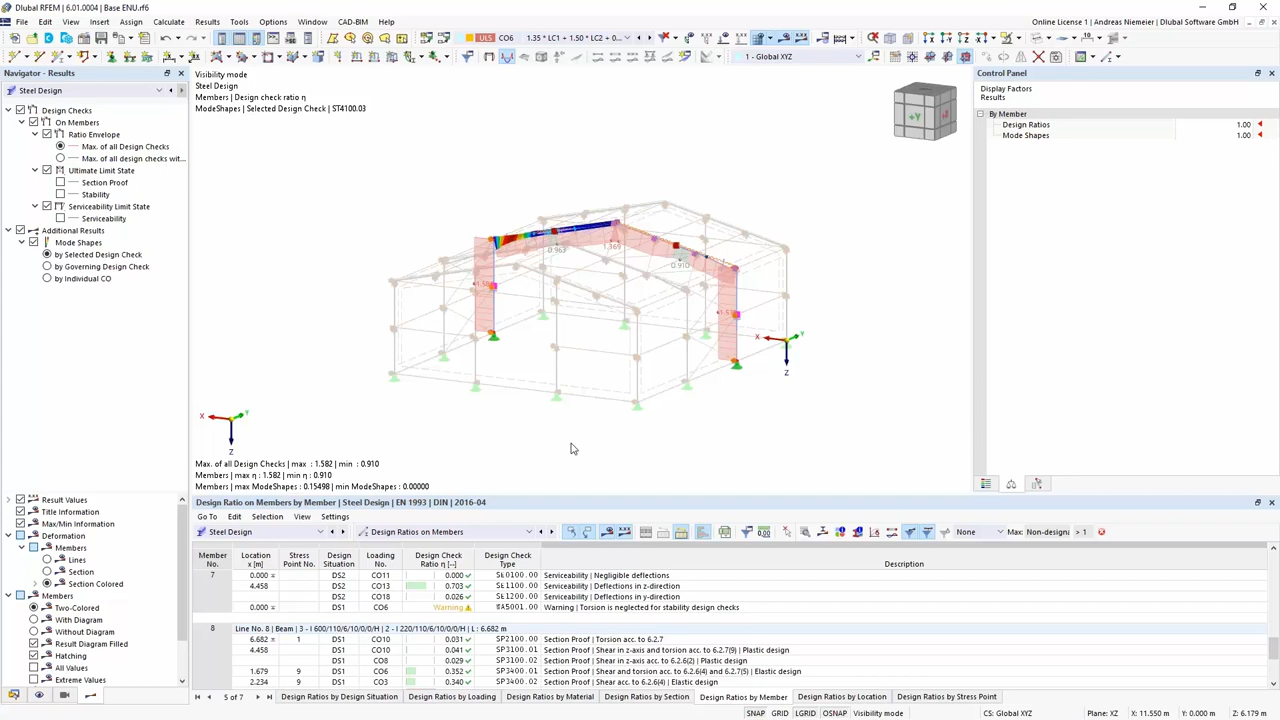 Dlubal RFEM | 6.01.0004 | Base ENU.rf6
File Edit View Insert Assign Calculate Results Tools Options Window CAD-BIM Help
Online License 1 | Andreas Niemeier | Dlubal Software GmbH
ULS CO6 1.35 * LC1 + 1.50 * LC2 + 0...
1 - Global XYZ
Navigator - Results
Steel Design
Design Checks
On Members
Ratio Envelope
Max. of all Design Checks
Max. of all design checks wit...
Ultimate Limit State
Section Proof
Stability
Serviceability Limit State
Serviceability
Additional Results
Mode Shapes
by Selected Design Check
by Governing Design Check
by Individual CO
Result Values
Title Information
Max/Min Information
Deformation
Members
Lines
Section
Section Colored
Members
Two-Colored
With Diagram
Without Diagram
Result Diagram Filled
Hatching
All Values
Extreme Values
Visibility mode
Steel Design
Members | Design check ratio η
ModeShapes | Selected Design Check | ST4100.03
+Y
0.963
1.369
0.910
X Y Z
X Y Z
Max. of all Design Checks | max : 1.582 | min : 0.910
Members | max η : 1.582 | min η : 0.910
Members | max ModeShapes : 0.15498 | min ModeShapes : 0.00000
Control Panel
Display Factors
Results
By Member
Design Ratios 1.00
Mode Shapes 1.00
Design Ratio on Members by Member | Steel Design | EN 1993 | DIN | 2016-04
Go To Edit Selection View Settings
Steel Design Design Ratios on Members None Max: Non-design: > 1
Member No. Location x [m] Stress Point No. Design Situation Loading No. Design Check Ratio η [--] Design Check Type Description
7 0.000 DS2 CO11 0.000 SE0100.00 Serviceability | Negligible deflections
4.458 DS2 CO13 0.703 SE1100.00 Serviceability | Deflections in z-direction
DS2 CO18 0.026 SE1200.00 Serviceability | Deflections in y-direction
0.000 DS1 CO6 Warning WA5001.00 Warning | Torsion is neglected for stability design checks
8 Line No. 8 | Beam | 3 - I 600/110/6/10/0/0/H | 2 - I 220/110/6/10/0/0/H | L : 6.682 m
6.682 1 DS1 CO10 0.031 SP2100.00 Section Proof | Torsion acc. to 6.2.7
4.458 DS1 CO10 0.041 SP3100.01 Section Proof | Shear in z-axis and torsion acc. to 6.2.7(9) | Plastic design
DS1 CO8 0.029 SP3100.02 Section Proof | Shear in z-axis acc. to 6.2.6(2) | Plastic design
1.679 9 DS1 CO6 0.352 SP3400.01 Section Proof | Shear and torsion acc. to 6.2.6(4) and 6.2.7(5) | Elastic design
2.234 9 DS1 CO3 0.340 SP3400.02 Section Proof | Shear acc. to 6.2.6(4) | Elastic design
5 of 7 Design Ratios by Design Situation Design Ratios by Loading Design Ratios by Material Design Ratios by Section Design Ratios by Member Design Ratios by Location Design Ratios by Stress Point
SNAP GRID LGRID OSNAP Visibility mode CS: Global XYZ Plane: XZ X: 11.550 m Y: 0.000 m Z: 6.179 m